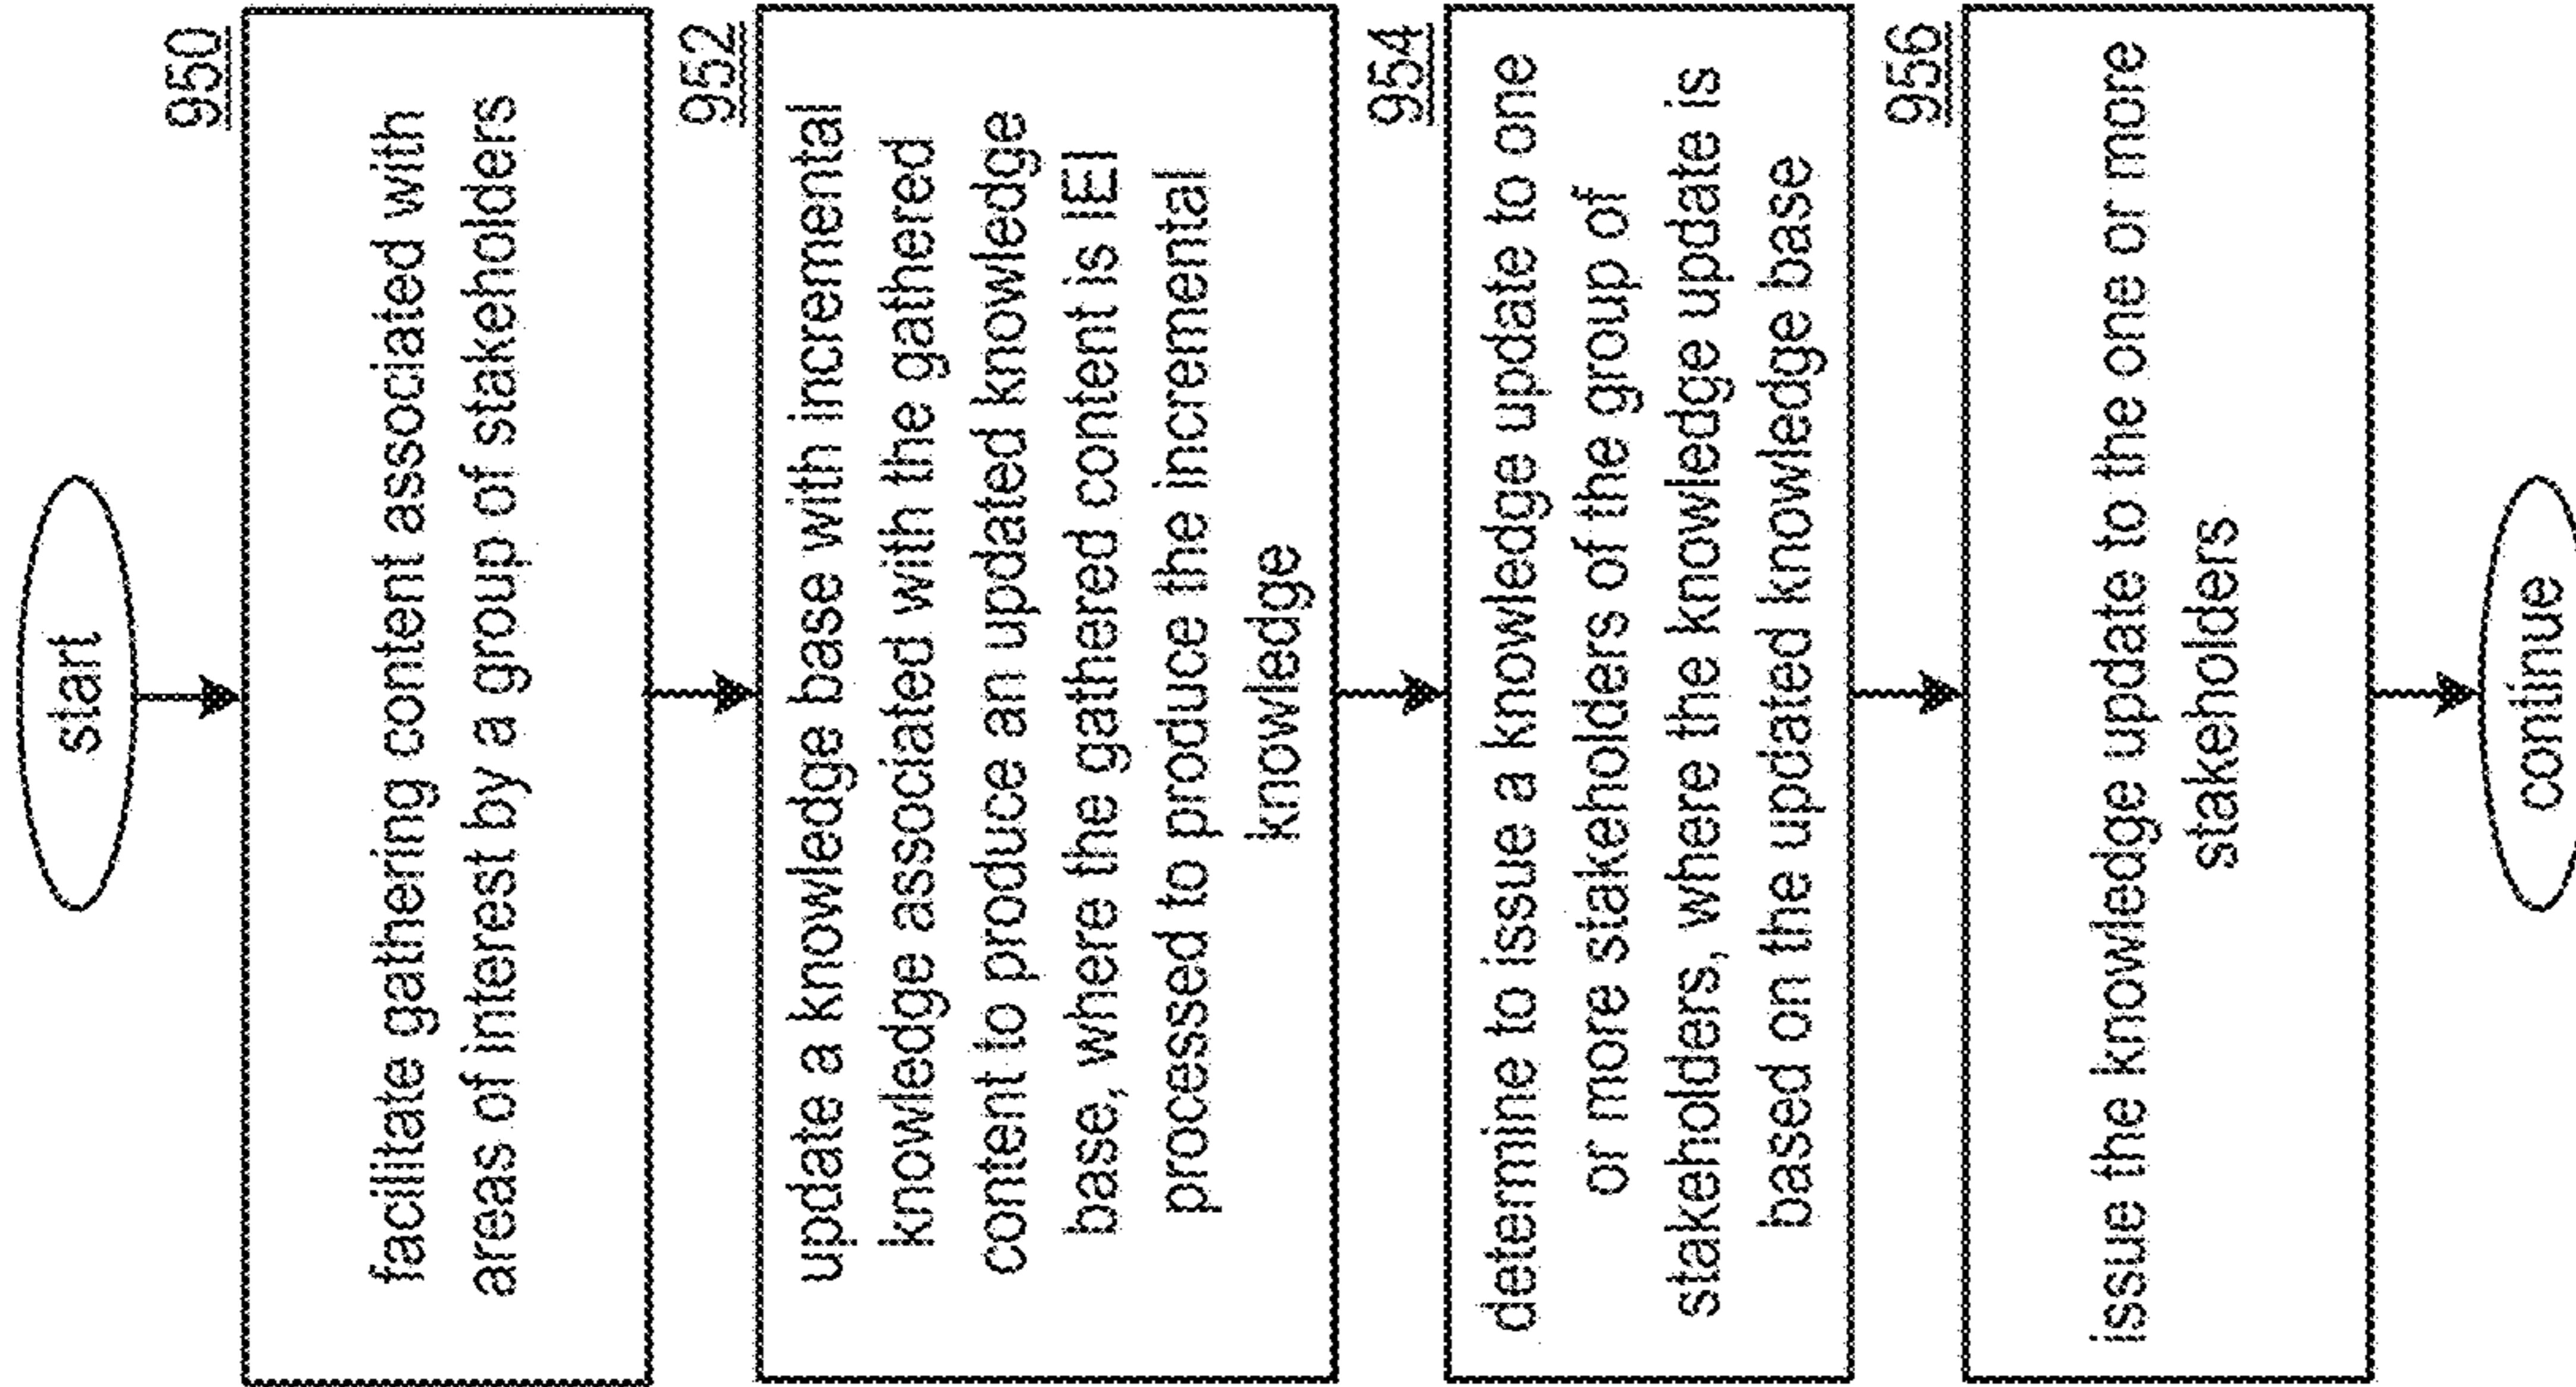 start
950
facilitate gathering content associated with
areas of interest by a group of stakeholders
952
update a knowledge base with incremental
knowledge associated with the gathered
content to produce an updated knowledge
base, where the gathered content is IEI
processed to produce the incremental
knowledge
954
determine to issue a knowledge update to one
or more stakeholders of the group of
stakeholders, where the knowledge update is
based on the updated knowledge base
956
issue the knowledge update to the one or more
stakeholders
continue